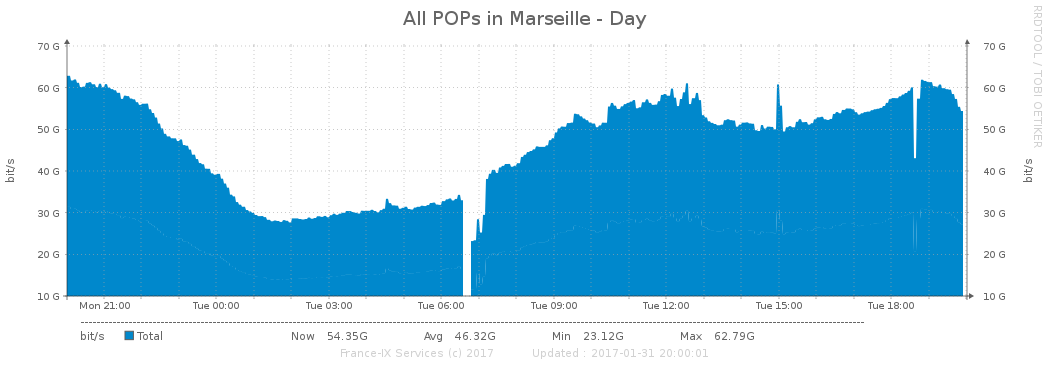 All POPs in Marseille - Day
RRDTOOL / TOBI OETIKER
70 G 70 G
60 G 60 G
50 G 50 G
40 G 40 G
30 G 30 G
20 G 20 G
10 G 10 G
bit/s bit/s
Mon 21:00 Tue 00:00 Tue 03:00 Tue 06:00 Tue 09:00 Tue 12:00 Tue 15:00 Tue 18:00
bit/s Total Now 54.35G Avg 46.32G Min 23.12G Max 62.79G
France-IX Services (c) 2017 Updated : 2017-01-31 20:00:01